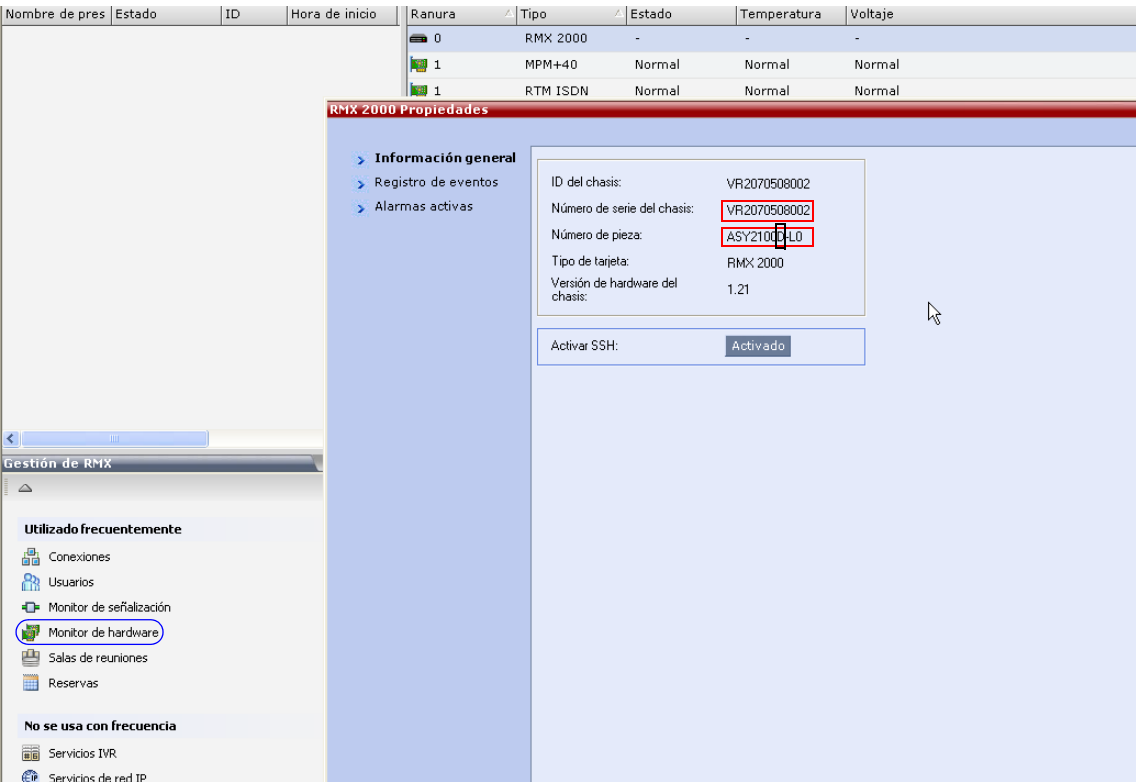 Nombre de pres Estado ID Hora de inicio Ranura Tipo Estado Temperatura Voltaje
0 RMX 2000 - - -
1 MPM+40 Normal Normal Normal
1 RTM ISDN Normal Normal Normal
RMX 2000 Propiedades
Información general
Registro de eventos
Alarmas activas
ID del chasis: VR2070508002
Número de serie del chasis: VR2070508002
Número de pieza: ASY2100D-L0
Tipo de tarjeta: RMX 2000
Versión de hardware del
chasis: 1.21
Activar SSH: Activado
Gestión de RMX
Utilizado frecuentemente
Conexiones
Usuarios
Monitor de señalización
Monitor de hardware
Salas de reuniones
Reservas
No se usa con frecuencia
Servicios IVR
Servicios de red IP